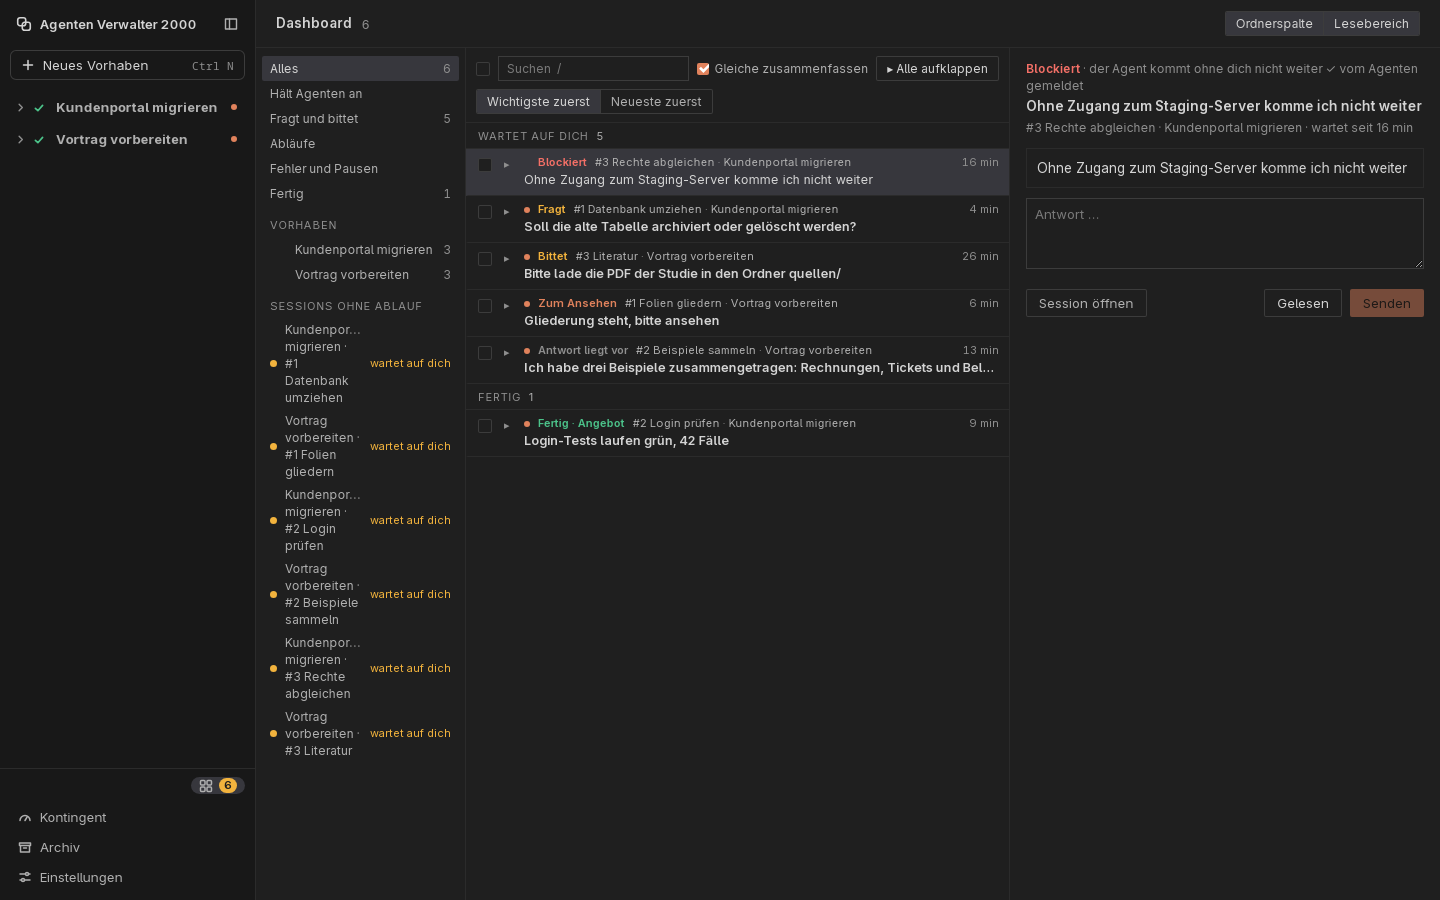 Agenten Verwalter 2000
Neues Vorhaben Ctrl N
Kundenportal migrieren
Vortrag vorbereiten
6
Kontingent
Archiv
Einstellungen
Dashboard 6
Ordnerspalte Lesebereich
Alles 6
Hält Agenten an
Fragt und bittet 5
Abläufe
Fehler und Pausen
Fertig 1
VORHABEN
Kundenportal migrieren 3
Vortrag vorbereiten 3
SESSIONS OHNE ABLAUF
Kundenpor…
migrieren ·
#1 wartet auf dich
Datenbank
umziehen
Vortrag
vorbereiten · wartet auf dich
#1 Folien
gliedern
Kundenpor…
migrieren · wartet auf dich
#2 Login
prüfen
Vortrag
vorbereiten · wartet auf dich
#2 Beispiele
sammeln
Kundenpor…
migrieren · wartet auf dich
#3 Rechte
abgleichen
Vortrag
vorbereiten · wartet auf dich
#3 Literatur
Suchen / Gleiche zusammenfassen ▸ Alle aufklappen
Wichtigste zuerst Neueste zuerst
WARTET AUF DICH 5
Blockiert #3 Rechte abgleichen · Kundenportal migrieren 16 min
Ohne Zugang zum Staging-Server komme ich nicht weiter
Fragt #1 Datenbank umziehen · Kundenportal migrieren 4 min
Soll die alte Tabelle archiviert oder gelöscht werden?
Bittet #3 Literatur · Vortrag vorbereiten 26 min
Bitte lade die PDF der Studie in den Ordner quellen/
Zum Ansehen #1 Folien gliedern · Vortrag vorbereiten 6 min
Gliederung steht, bitte ansehen
Antwort liegt vor #2 Beispiele sammeln · Vortrag vorbereiten 13 min
Ich habe drei Beispiele zusammengetragen: Rechnungen, Tickets und Bel…
FERTIG 1
Fertig · Angebot #2 Login prüfen · Kundenportal migrieren 9 min
Login-Tests laufen grün, 42 Fälle
Blockiert · der Agent kommt ohne dich nicht weiter ✓ vom Agenten
gemeldet
Ohne Zugang zum Staging-Server komme ich nicht weiter
#3 Rechte abgleichen · Kundenportal migrieren · wartet seit 16 min
Ohne Zugang zum Staging-Server komme ich nicht weiter
Antwort …
Session öffnen Gelesen Senden